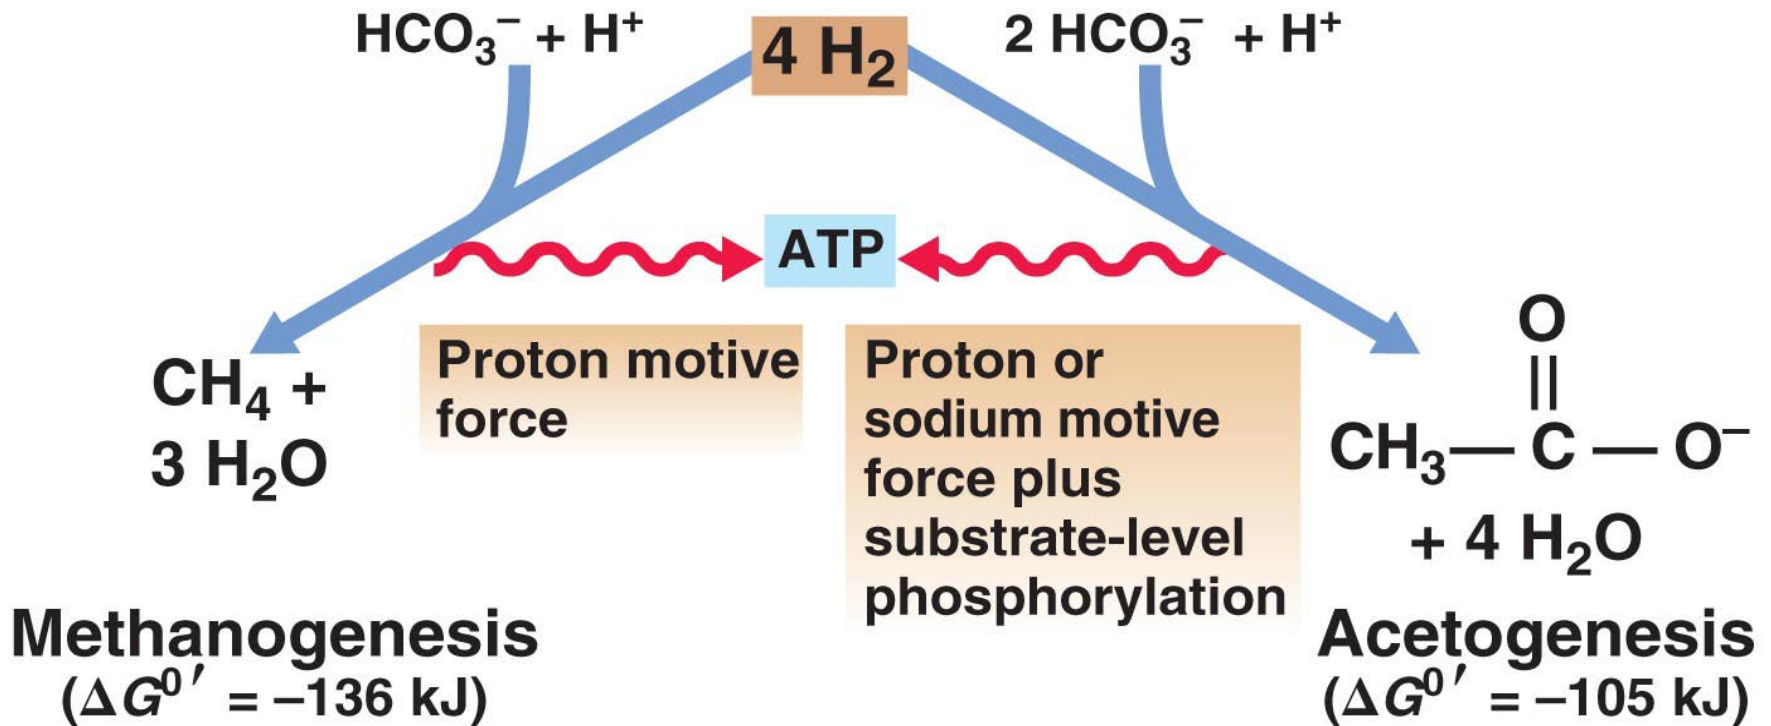 HCO₃⁻ + H⁺
4 H₂
2 HCO₃⁻ + H⁺
ATP
CH₄ +
3 H₂O
Proton motive
force
Proton or
sodium motive
force plus
substrate-level
phosphorylation
O
||
CH₃— C — O⁻
+ 4 H₂O
Methanogenesis
(ΔG⁰′ = –136 kJ)
Acetogenesis
(ΔG⁰′ = –105 kJ)